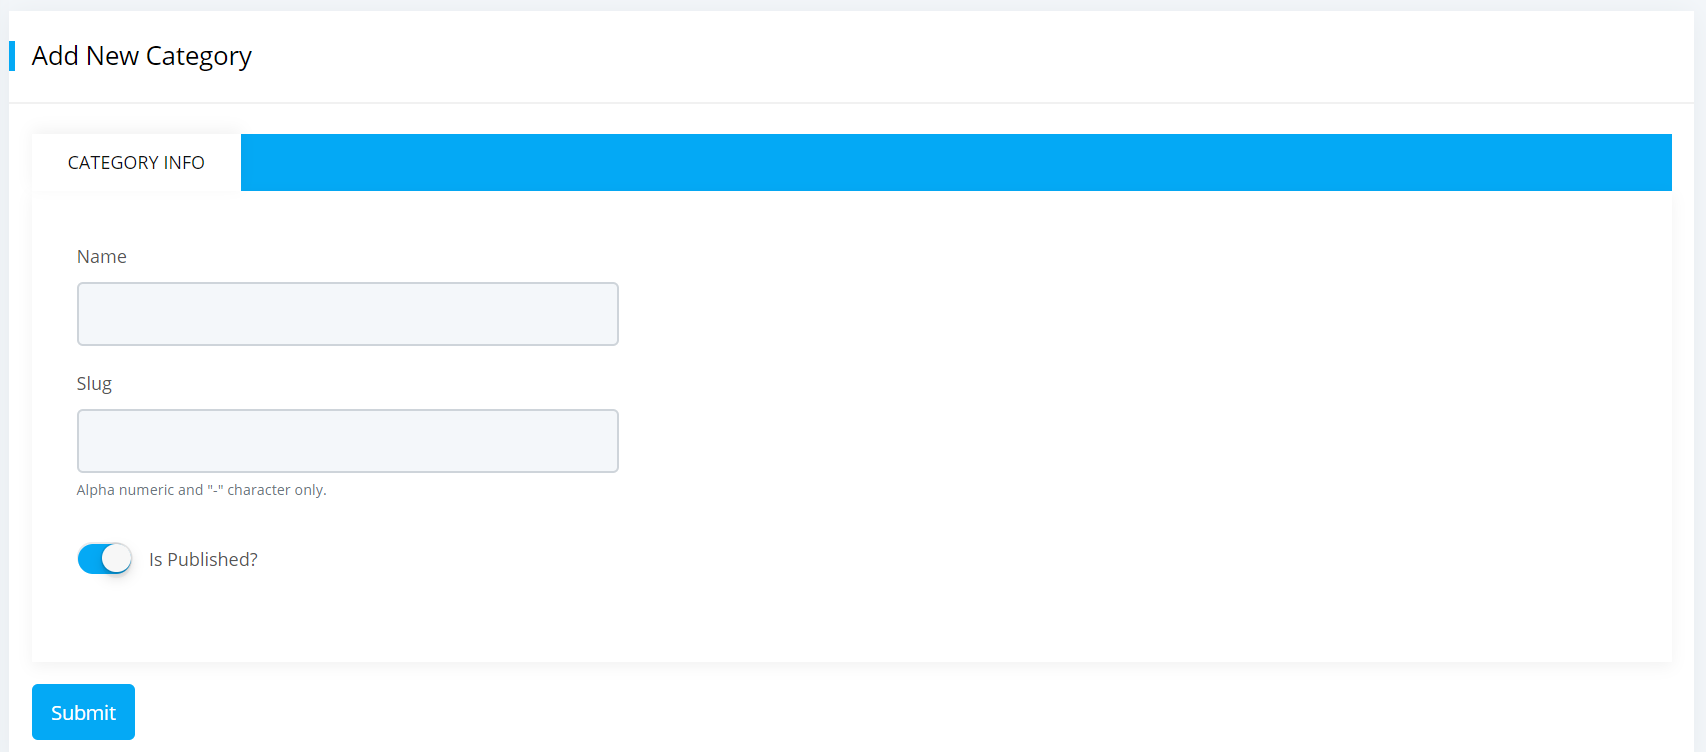 Add New Category
CATEGORY INFO
Name
Slug
Alpha numeric and "-" character only.
Is Published?
Submit